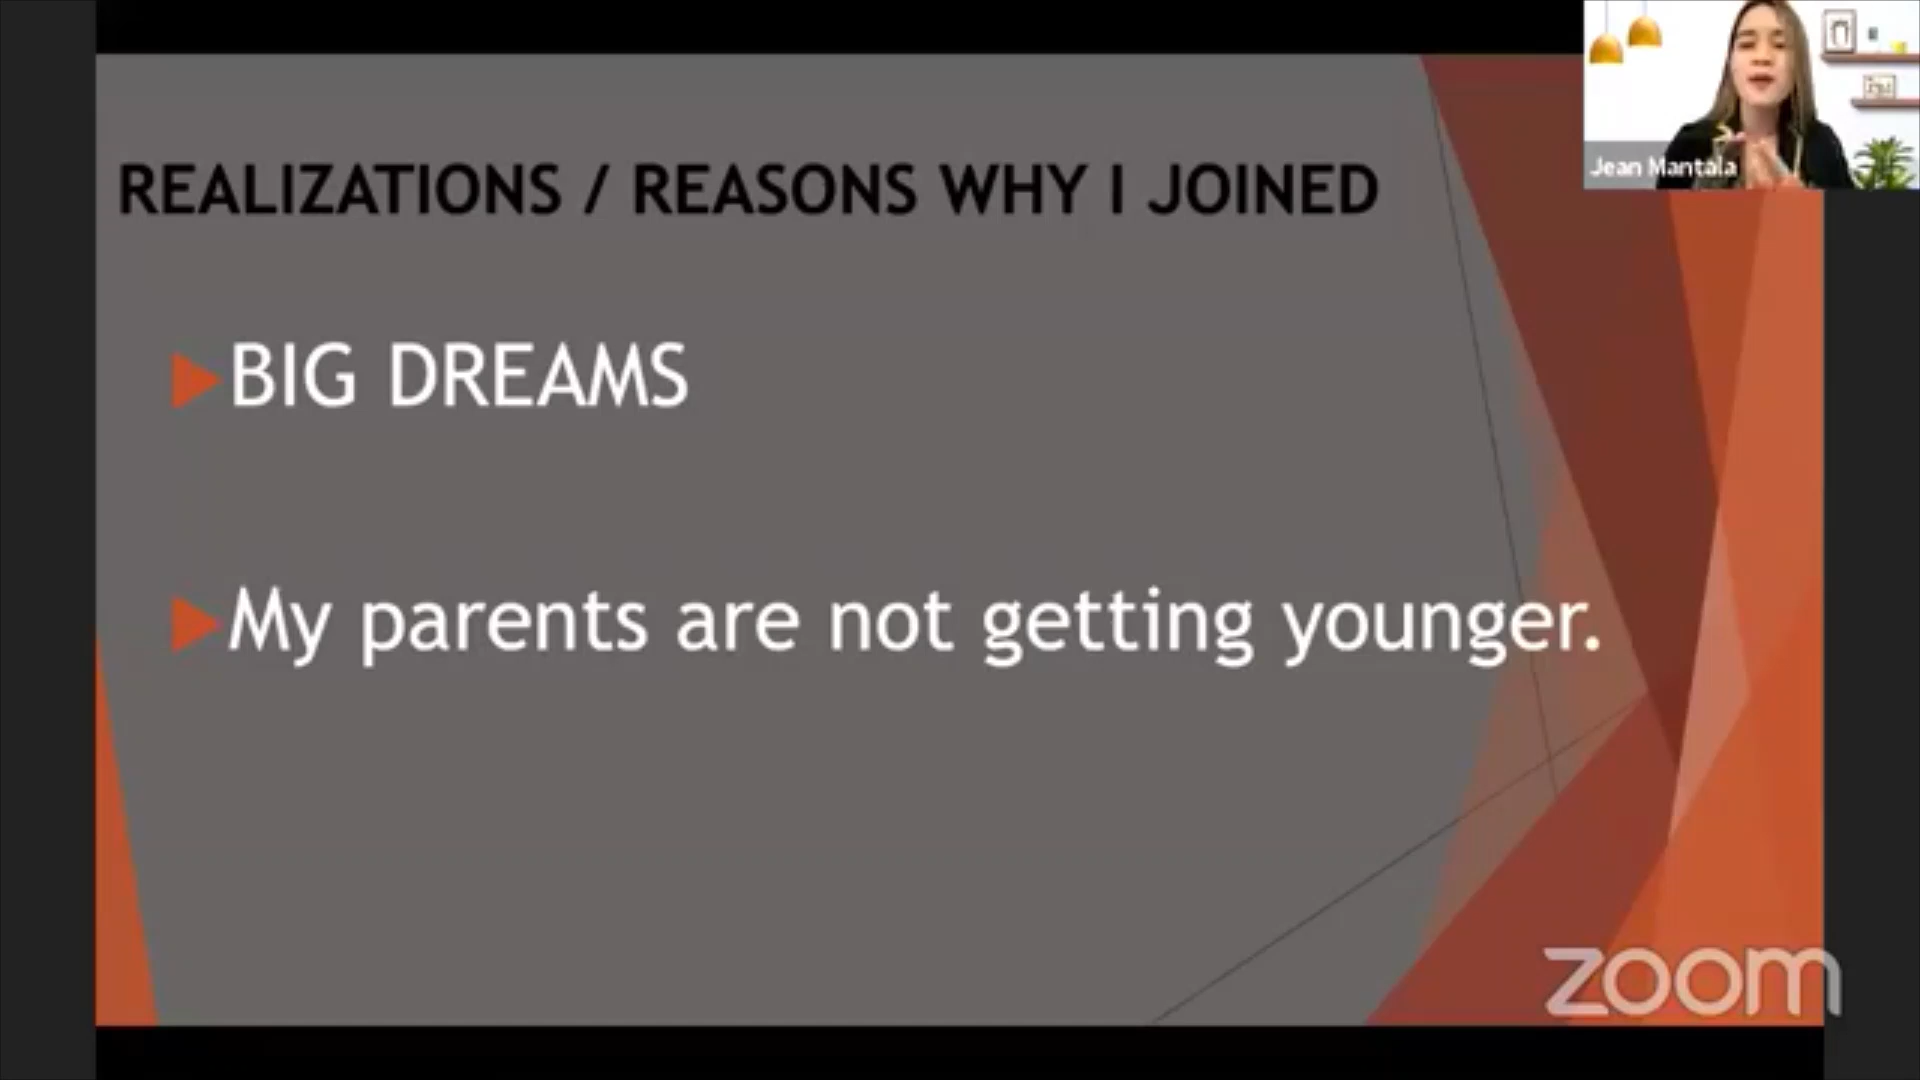 REALIZATIONS / REASONS WHY I JOINED
Jean Mantala
BIG DREAMS
My parents are not getting younger.
zoom